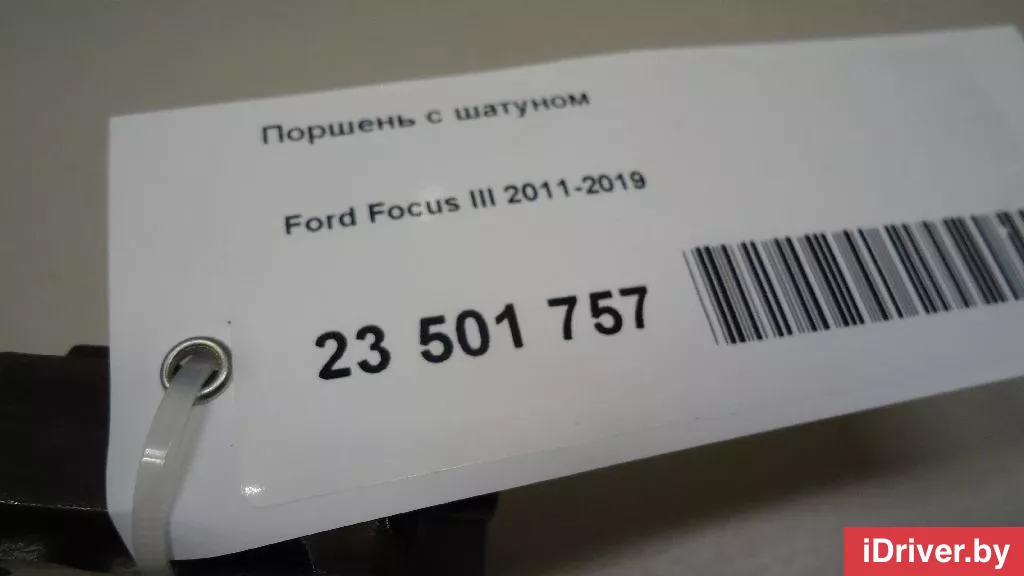 Поршень с шатуном
Ford Focus III 2011-2019
23 501 757
iDriver.by